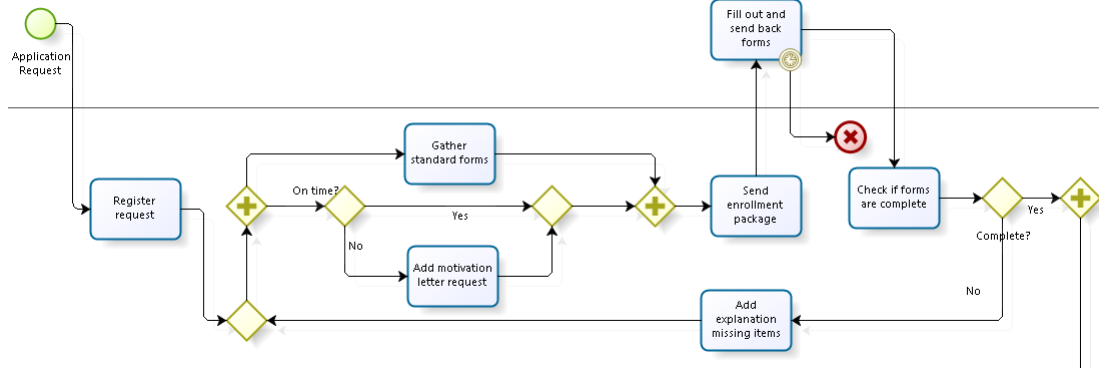 Application
Request
Fill out and
send back
forms
Register
request
Gather
standard forms
On time?
Yes
No
Add motivation
letter request
Send
enrollment
package
Check if forms
are complete
Yes
Complete?
No
Add
explanation
missing items